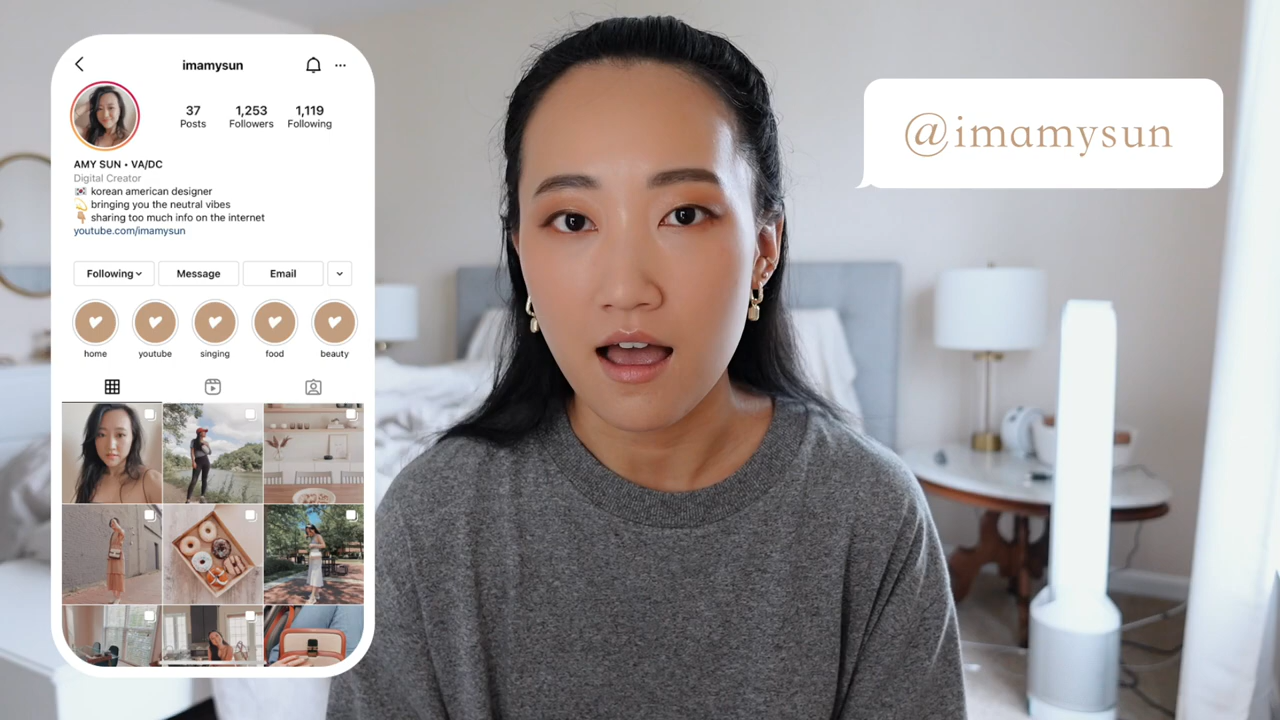 imamysun
37 1,253 1,119
Posts Followers Following
AMY SUN • VA/DC
Digital Creator
🇰🇷 korean american designer
💫 bringing you the neutral vibes
👇🏽 sharing too much info on the internet
youtube.com/imamysun
Following Message Email
home youtube singing food beauty
@imamysun